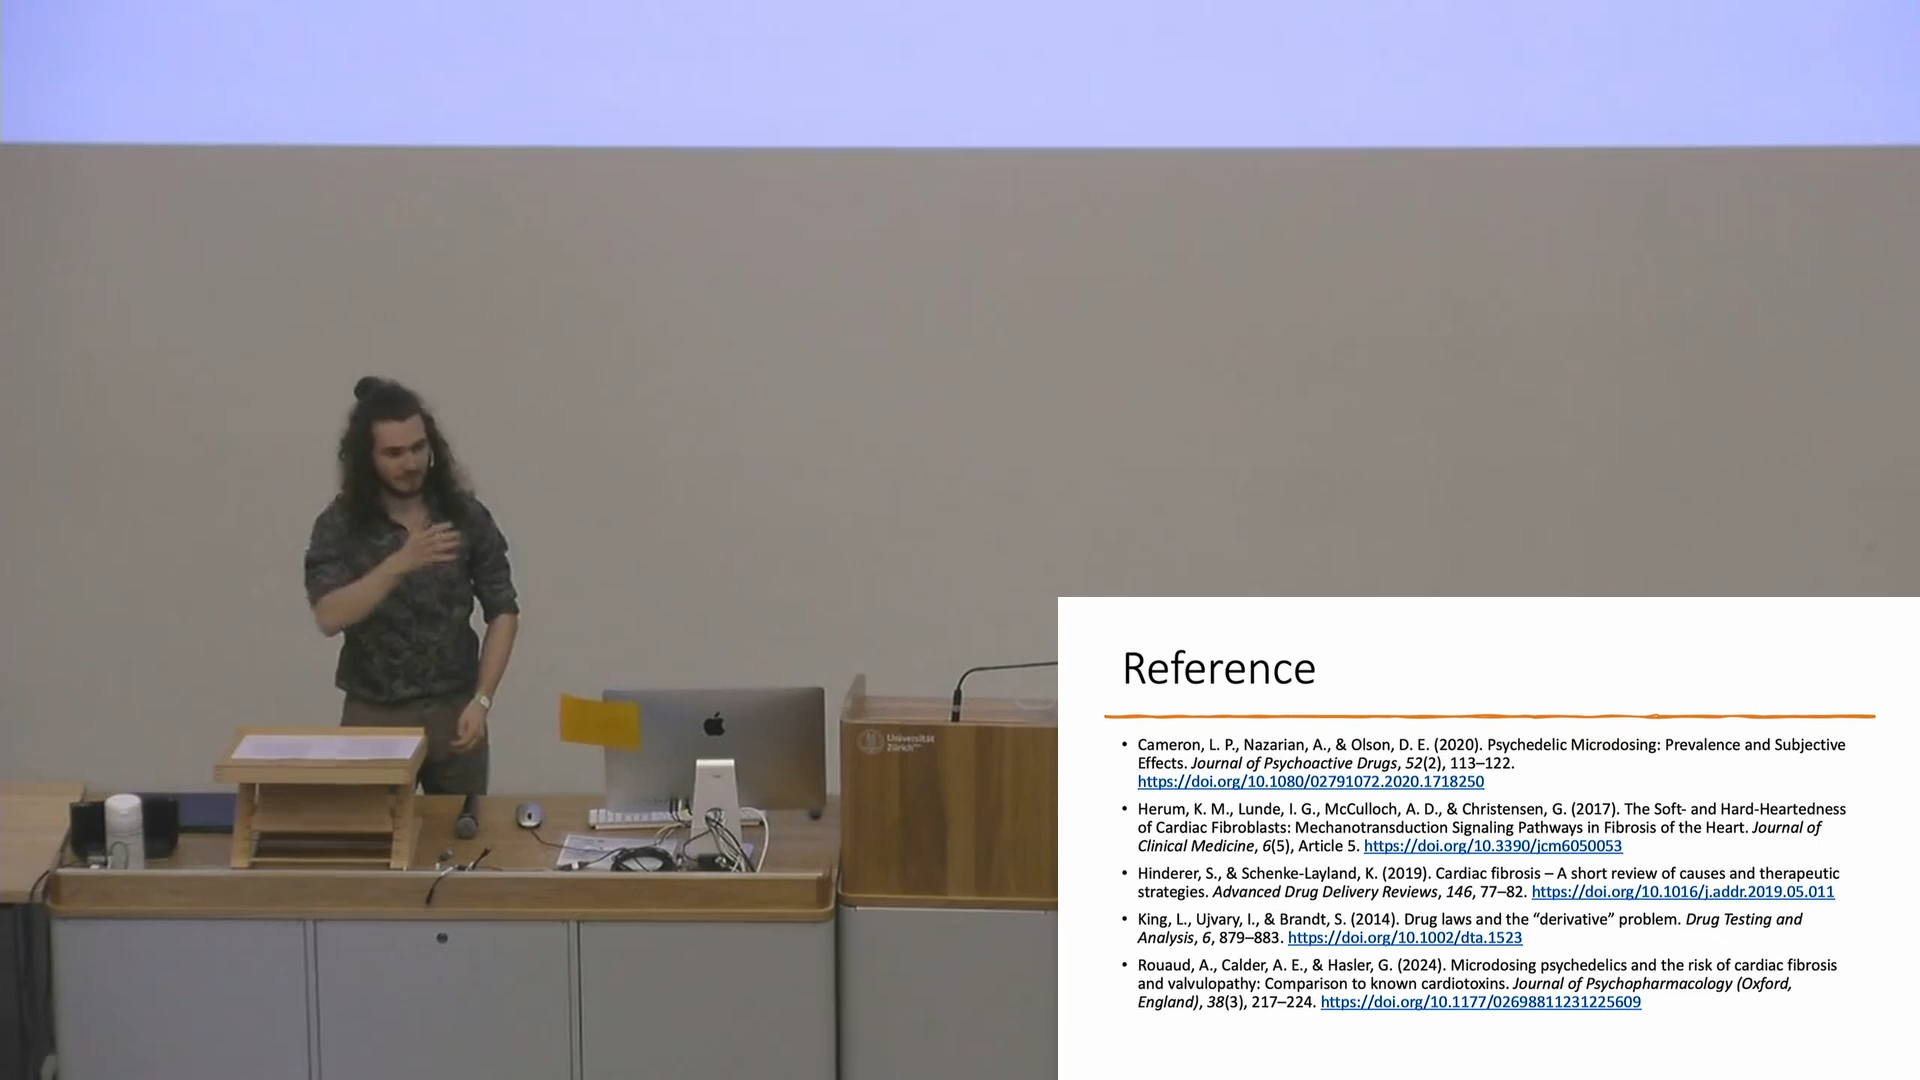 Universität
Zürich
Reference
• Cameron, L. P., Nazarian, A., & Olson, D. E. (2020). Psychedelic Microdosing: Prevalence and Subjective
Effects. Journal of Psychoactive Drugs, 52(2), 113–122.
https://doi.org/10.1080/02791072.2020.1718250
• Herum, K. M., Lunde, I. G., McCulloch, A. D., & Christensen, G. (2017). The Soft- and Hard-Heartedness
of Cardiac Fibroblasts: Mechanotransduction Signaling Pathways in Fibrosis of the Heart. Journal of
Clinical Medicine, 6(5), Article 5. https://doi.org/10.3390/jcm6050053
• Hinderer, S., & Schenke-Layland, K. (2019). Cardiac fibrosis – A short review of causes and therapeutic
strategies. Advanced Drug Delivery Reviews, 146, 77–82. https://doi.org/10.1016/j.addr.2019.05.011
• King, L., Ujvary, I., & Brandt, S. (2014). Drug laws and the “derivative” problem. Drug Testing and
Analysis, 6, 879–883. https://doi.org/10.1002/dta.1523
• Rouaud, A., Calder, A. E., & Hasler, G. (2024). Microdosing psychedelics and the risk of cardiac fibrosis
and valvulopathy: Comparison to known cardiotoxins. Journal of Psychopharmacology (Oxford,
England), 38(3), 217–224. https://doi.org/10.1177/02698811231225609